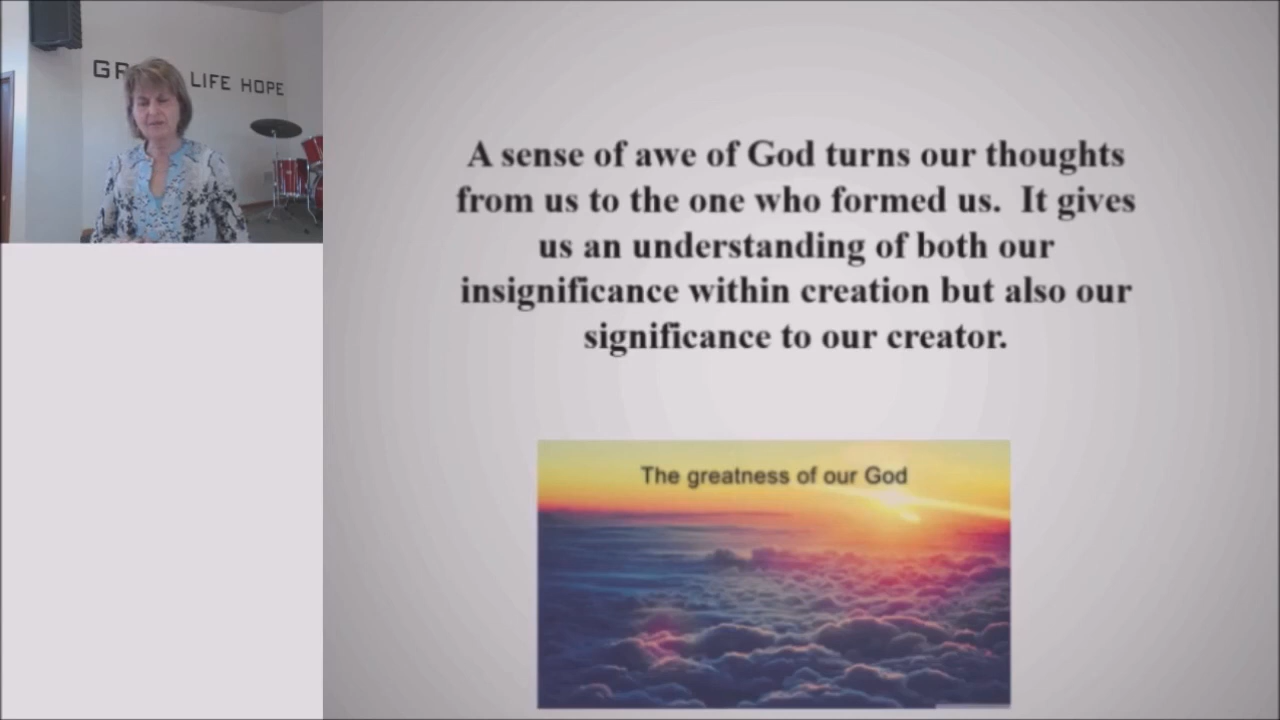 LIFE HOPE
A sense of awe of God turns our thoughts
from us to the one who formed us.  It gives
us an understanding of both our
insignificance within creation but also our
significance to our creator.
The greatness of our God